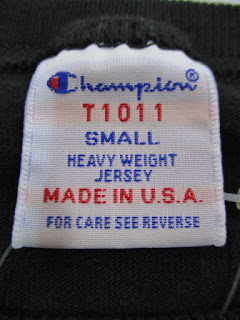 Champion®
T1011
SMALL
HEAVY WEIGHT
JERSEY
MADE IN U.S.A.
FOR CARE SEE REVERSE